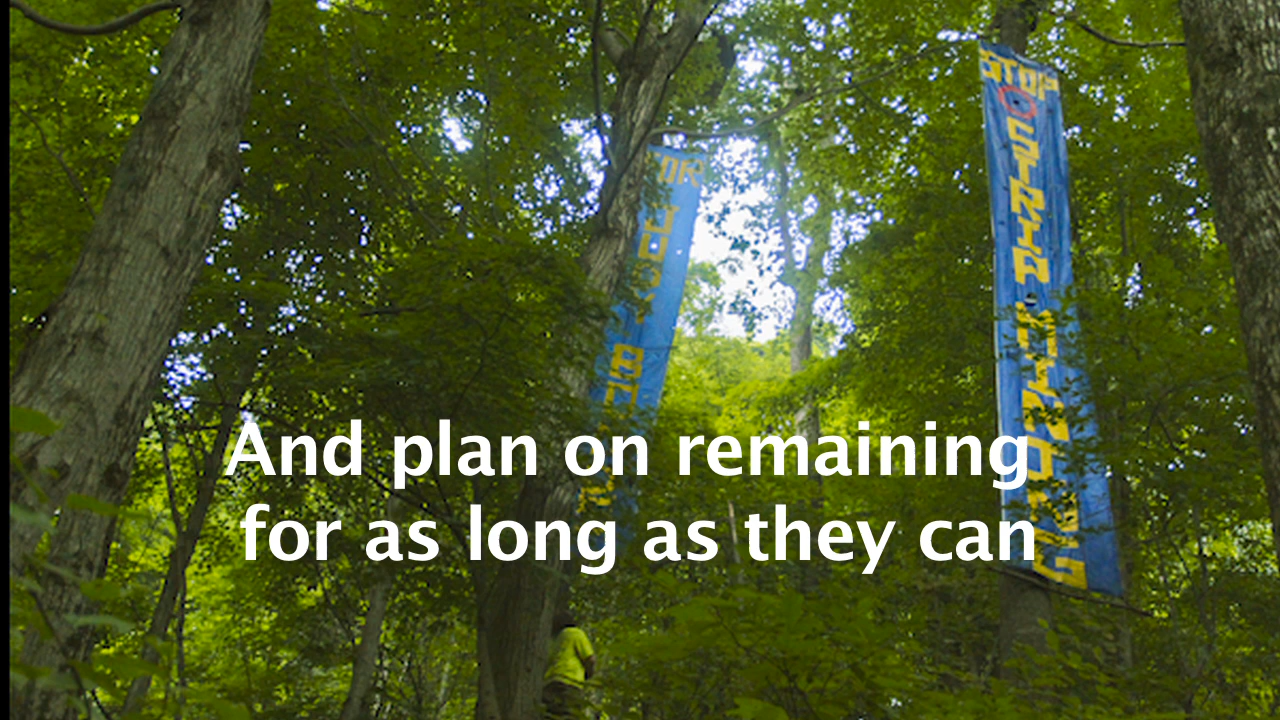 STOP
STRIP
MINING
And plan on remaining
for as long as they can